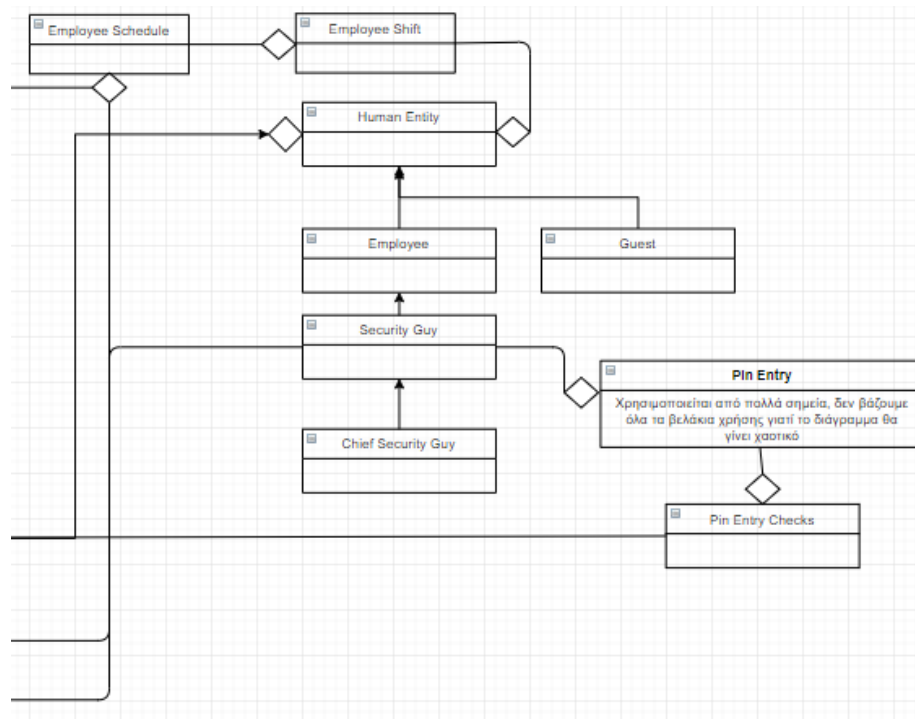 Employee Schedule
Employee Shift
Human Entity
Employee
Guest
Security Guy
Pin Entry
Χρησιμοποιείται από πολλά σημεία, δεν βάζουμε
όλα τα βελάκια χρήσης γιατί το διάγραμμα θα
γίνει χαοτικό
Chief Security Guy
Pin Entry Checks